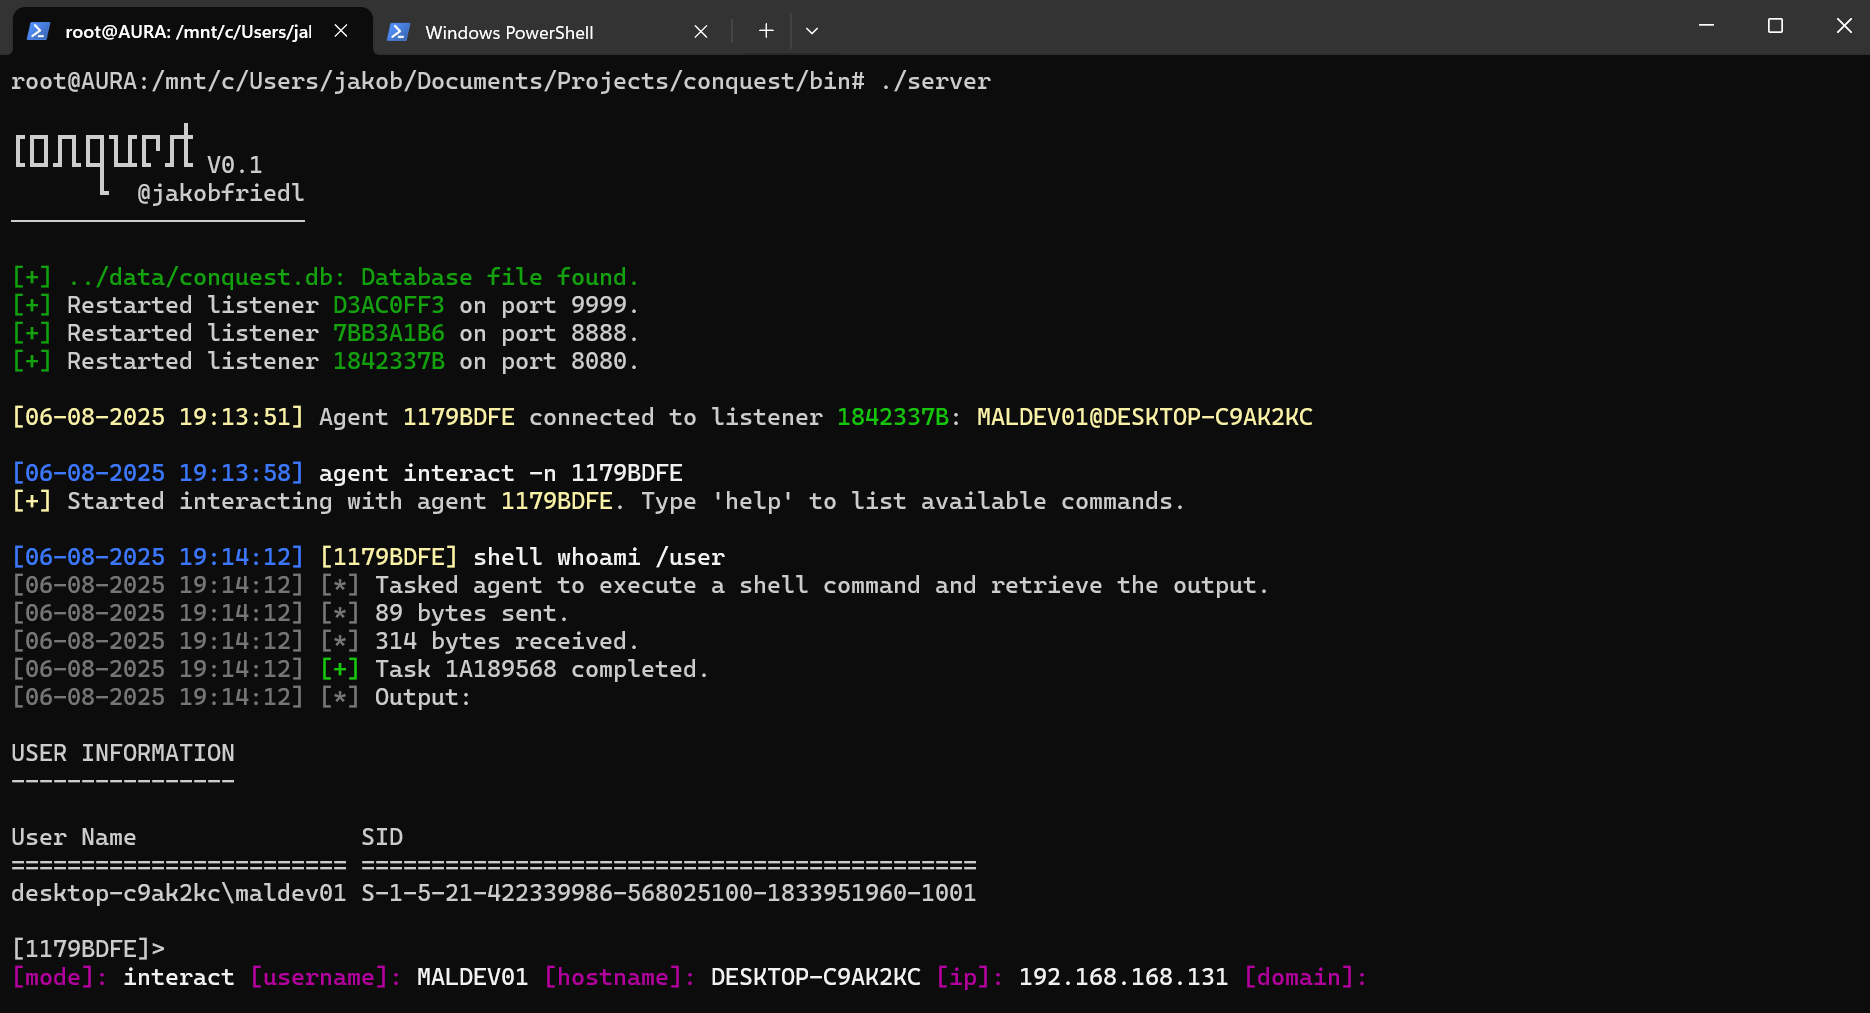 root@AURA: /mnt/c/Users/jal
Windows PowerShell
root@AURA:/mnt/c/Users/jakob/Documents/Projects/conquest/bin# ./server
conquest V0.1
@jakobfriedl
[+] ../data/conquest.db: Database file found.
[+] Restarted listener D3AC0FF3 on port 9999.
[+] Restarted listener 7BB3A1B6 on port 8888.
[+] Restarted listener 1842337B on port 8080.
[06-08-2025 19:13:51] Agent 1179BDFE connected to listener 1842337B: MALDEV01@DESKTOP-C9AK2KC
[06-08-2025 19:13:58] agent interact -n 1179BDFE
[+] Started interacting with agent 1179BDFE. Type 'help' to list available commands.
[06-08-2025 19:14:12] [1179BDFE] shell whoami /user
[06-08-2025 19:14:12] [*] Tasked agent to execute a shell command and retrieve the output.
[06-08-2025 19:14:12] [*] 89 bytes sent.
[06-08-2025 19:14:12] [*] 314 bytes received.
[06-08-2025 19:14:12] [+] Task 1A189568 completed.
[06-08-2025 19:14:12] [*] Output:
USER INFORMATION
----------------
User Name                SID
======================== ============================================
desktop-c9ak2kc\maldev01 S-1-5-21-422339986-568025100-1833951960-1001
[1179BDFE]>
[mode]: interact [username]: MALDEV01 [hostname]: DESKTOP-C9AK2KC [ip]: 192.168.168.131 [domain]: